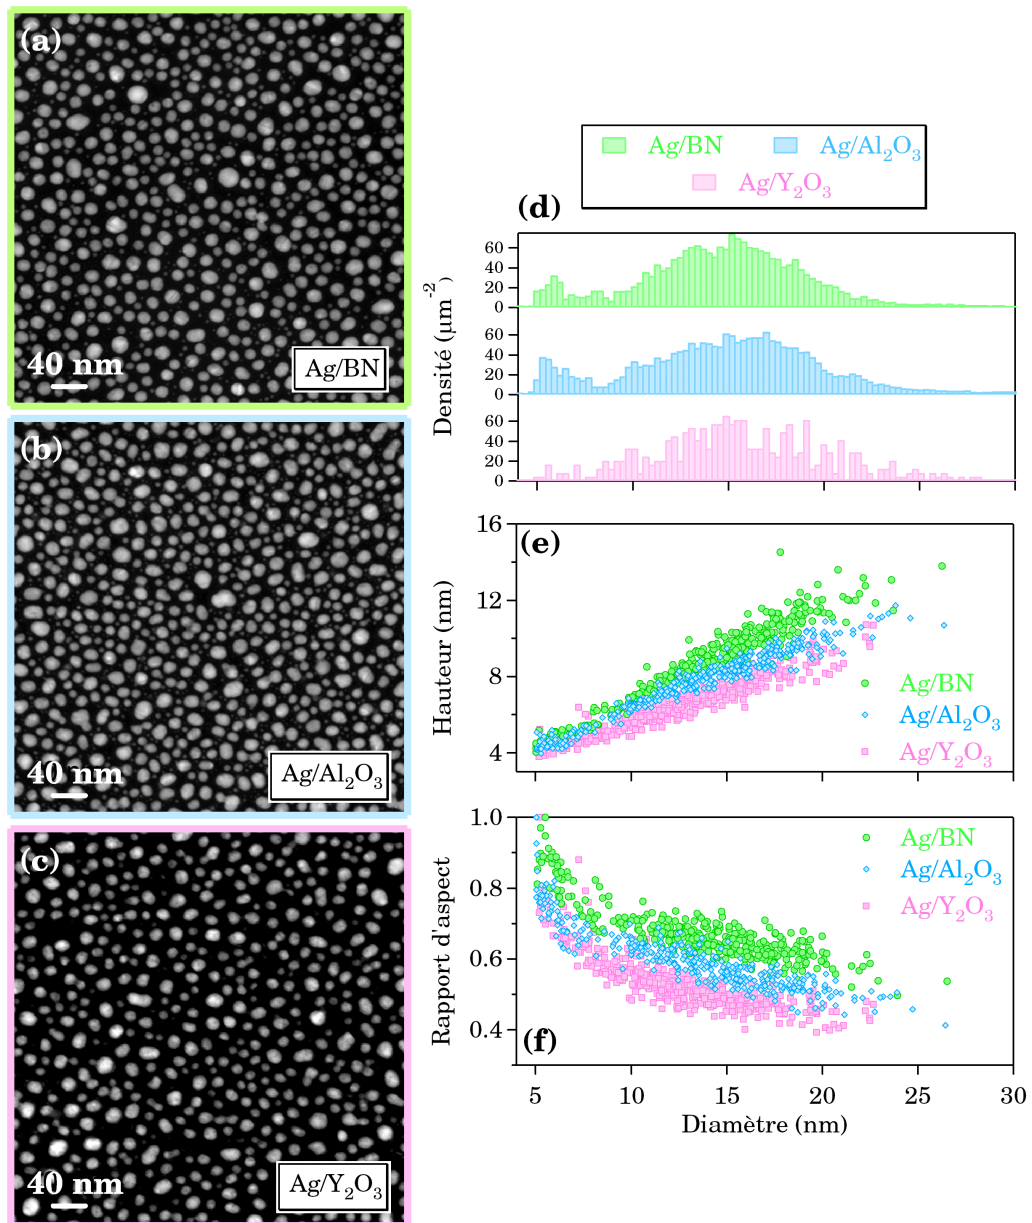 (a)
40 nm
Ag/BN
(b)
40 nm
Ag/Al2O3
(c)
40 nm
Ag/Y2O3
Ag/BN
Ag/Al2O3
Ag/Y2O3
(d)
Densité (µm-2)
60
40
20
0
60
40
20
0
60
40
20
0
(e)
Hauteur (nm)
16
12
8
4
Ag/BN
Ag/Al2O3
Ag/Y2O3
Rapport d'aspect
1.0
0.8
0.6
0.4
Ag/BN
Ag/Al2O3
Ag/Y2O3
(f)
5 10 15 20 25 30
Diamètre (nm)